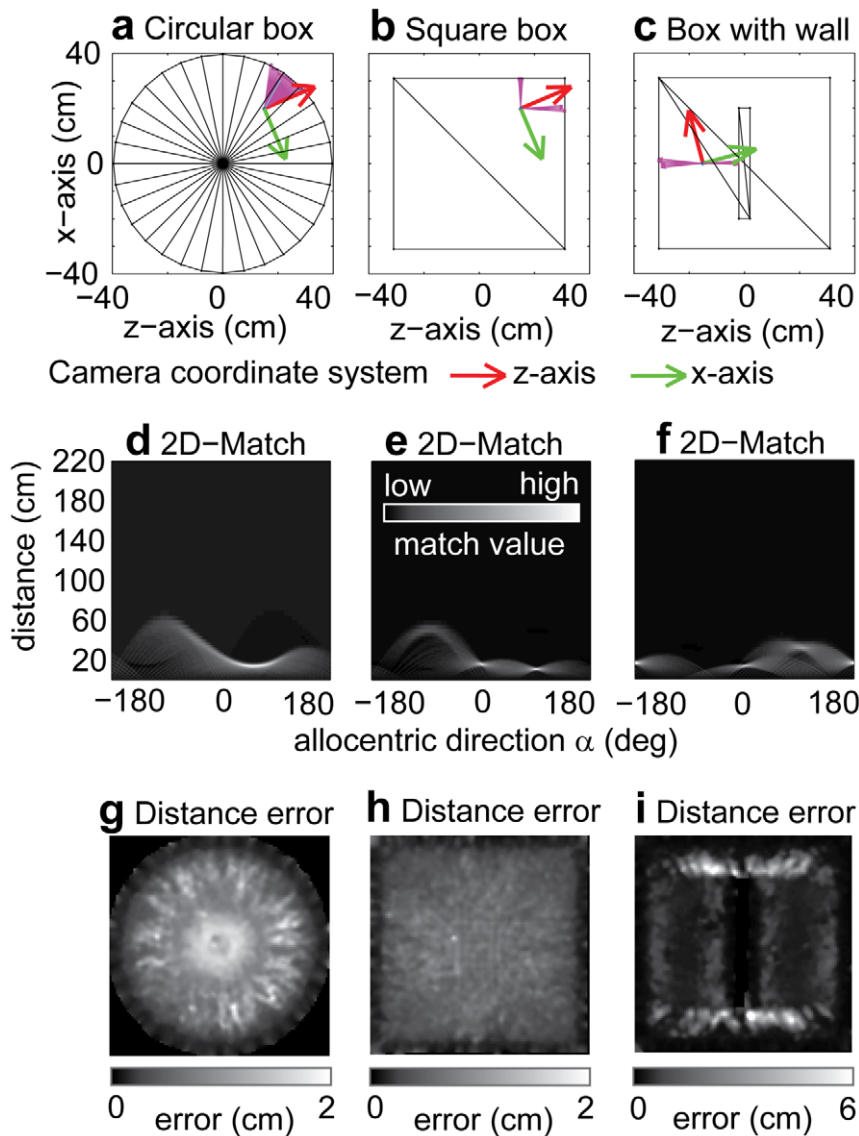 a Circular box
b Square box
c Box with wall
40
0
−40
x−axis (cm)
−40 0 40
z−axis (cm)
−40 0 40
z−axis (cm)
−40 0 40
z−axis (cm)
Camera coordinate system z-axis x-axis
d 2D−Match
e 2D−Match
f 2D−Match
220
180
140
100
60
20
distance (cm)
low high
match value
−180 0 180
−180 0 180
−180 0 180
allocentric direction α (deg)
g Distance error
h Distance error
i Distance error
0 2
error (cm)
0 2
error (cm)
0 6
error (cm)